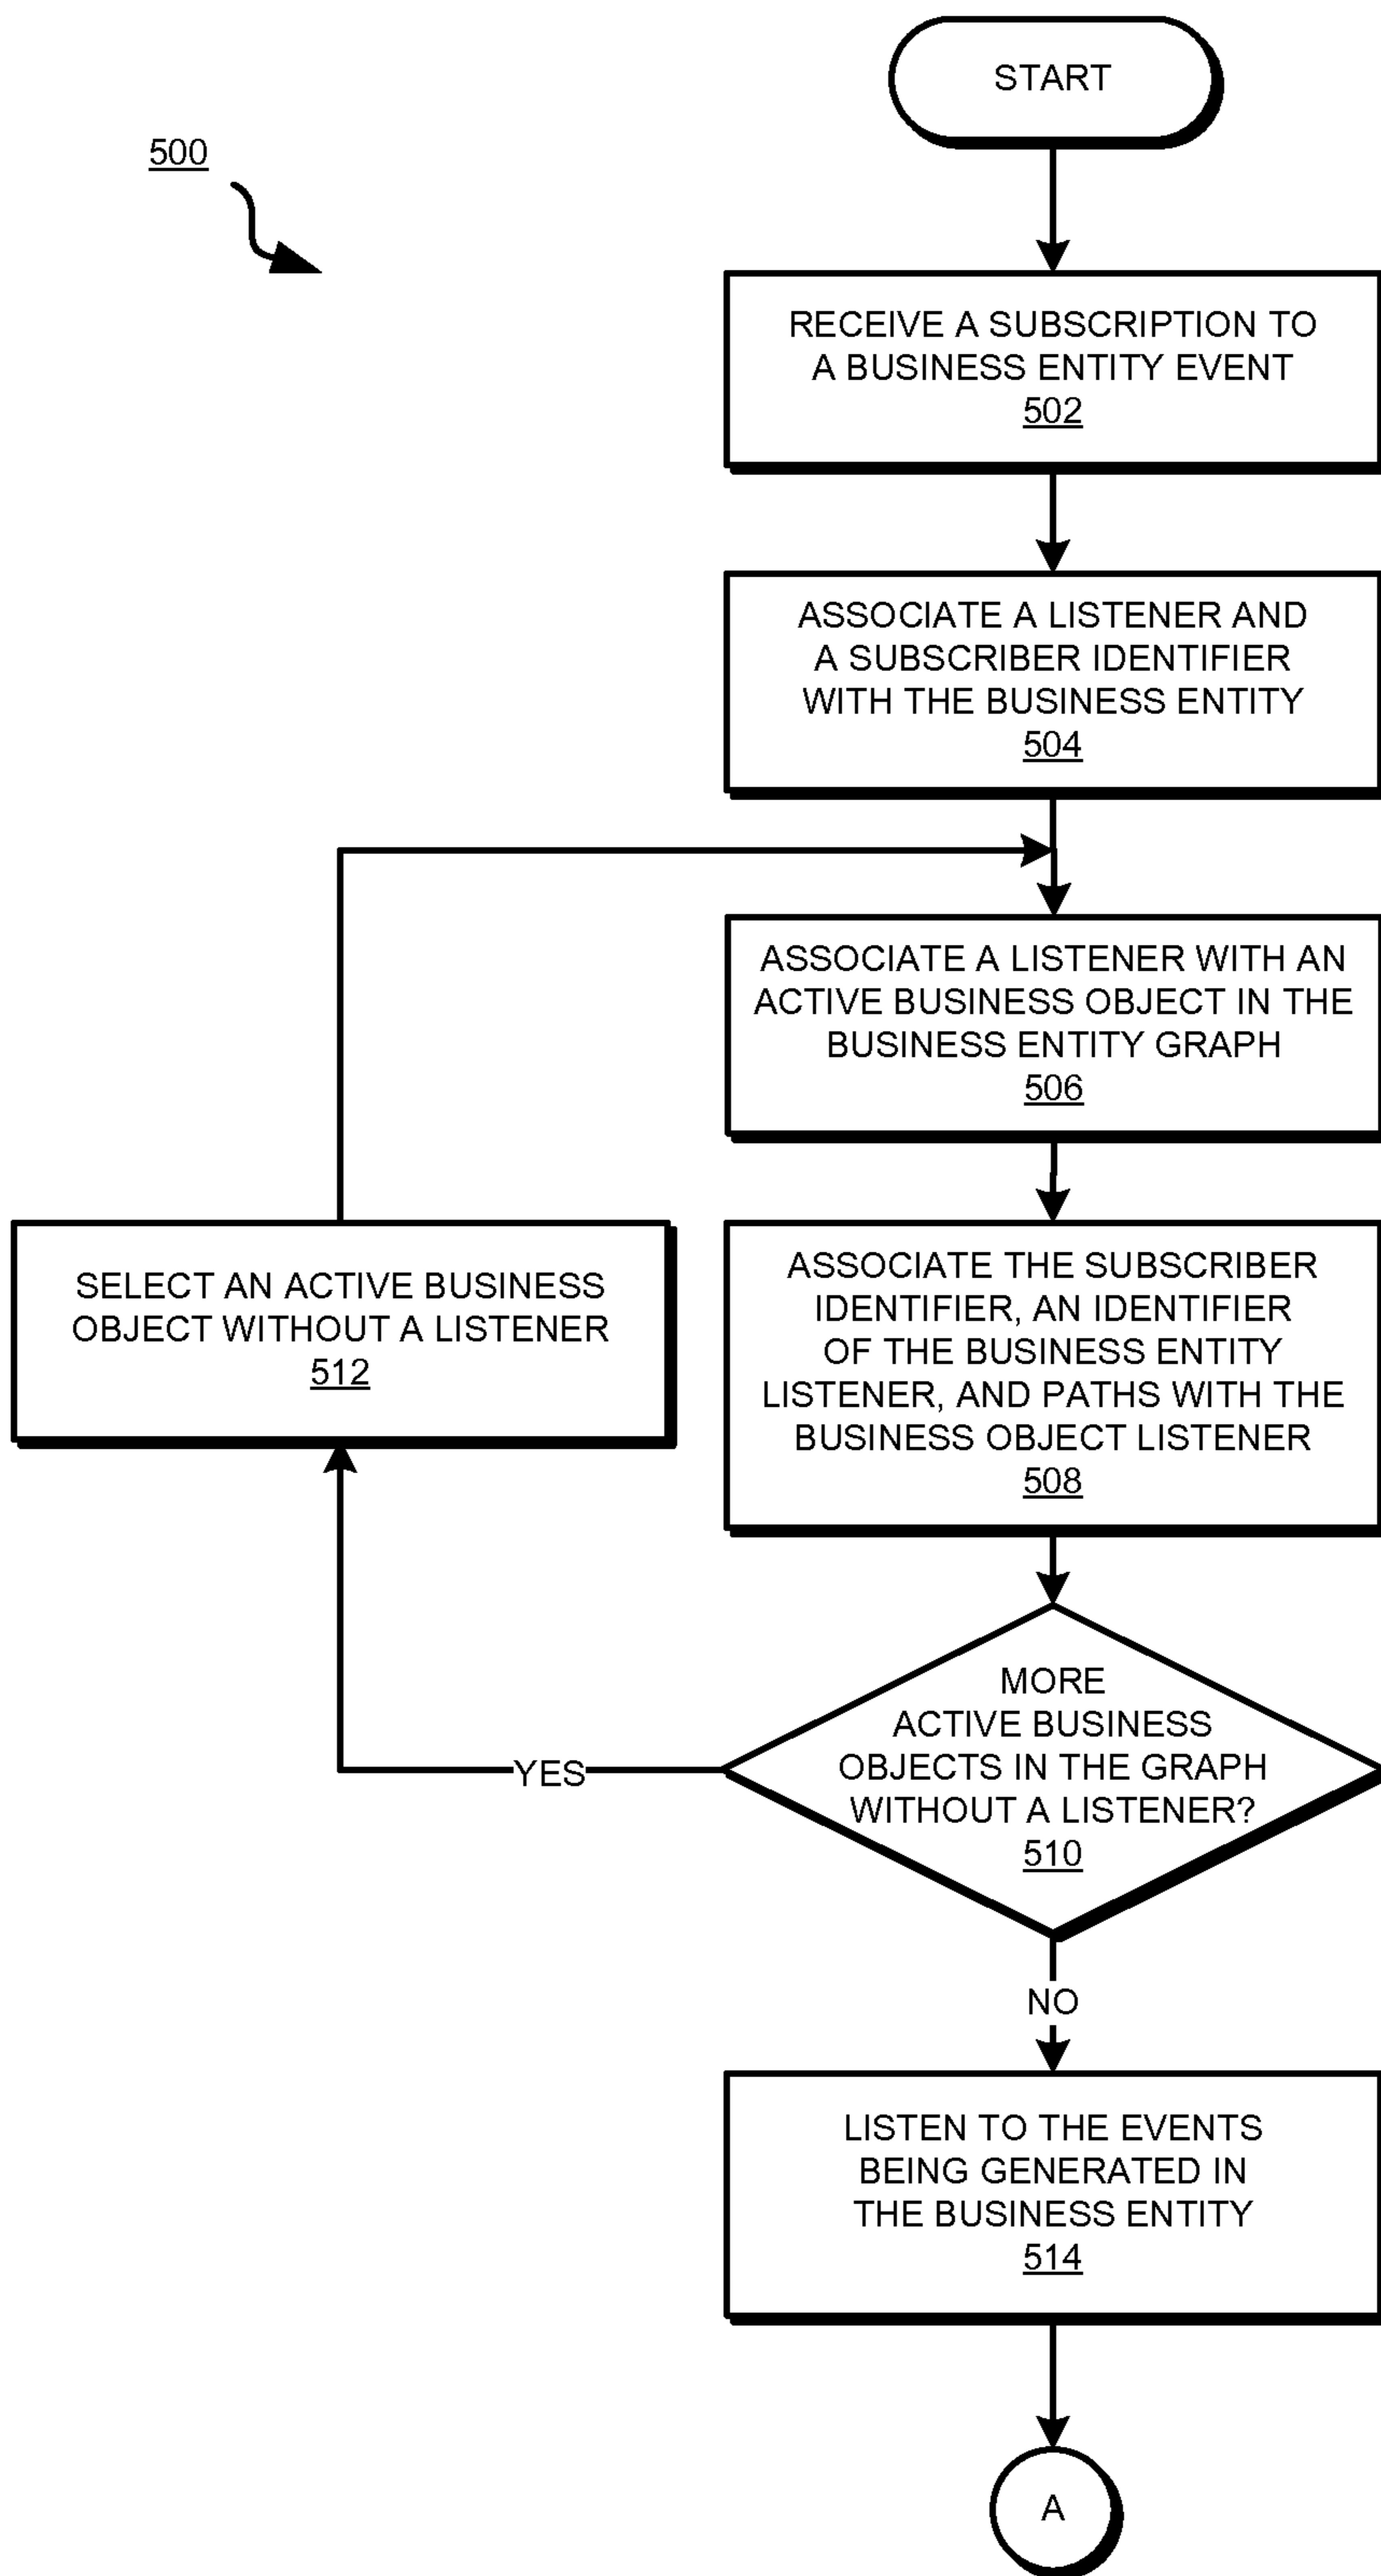 START
500
RECEIVE A SUBSCRIPTION TO
A BUSINESS ENTITY EVENT
502
ASSOCIATE A LISTENER AND
A SUBSCRIBER IDENTIFIER
WITH THE BUSINESS ENTITY
504
ASSOCIATE A LISTENER WITH AN
ACTIVE BUSINESS OBJECT IN THE
BUSINESS ENTITY GRAPH
506
ASSOCIATE THE SUBSCRIBER
IDENTIFIER, AN IDENTIFIER
OF THE BUSINESS ENTITY
LISTENER, AND PATHS WITH THE
BUSINESS OBJECT LISTENER
508
SELECT AN ACTIVE BUSINESS
OBJECT WITHOUT A LISTENER
512
MORE
ACTIVE BUSINESS
OBJECTS IN THE GRAPH
WITHOUT A LISTENER?
510
YES
NO
LISTEN TO THE EVENTS
BEING GENERATED IN
THE BUSINESS ENTITY
514
A